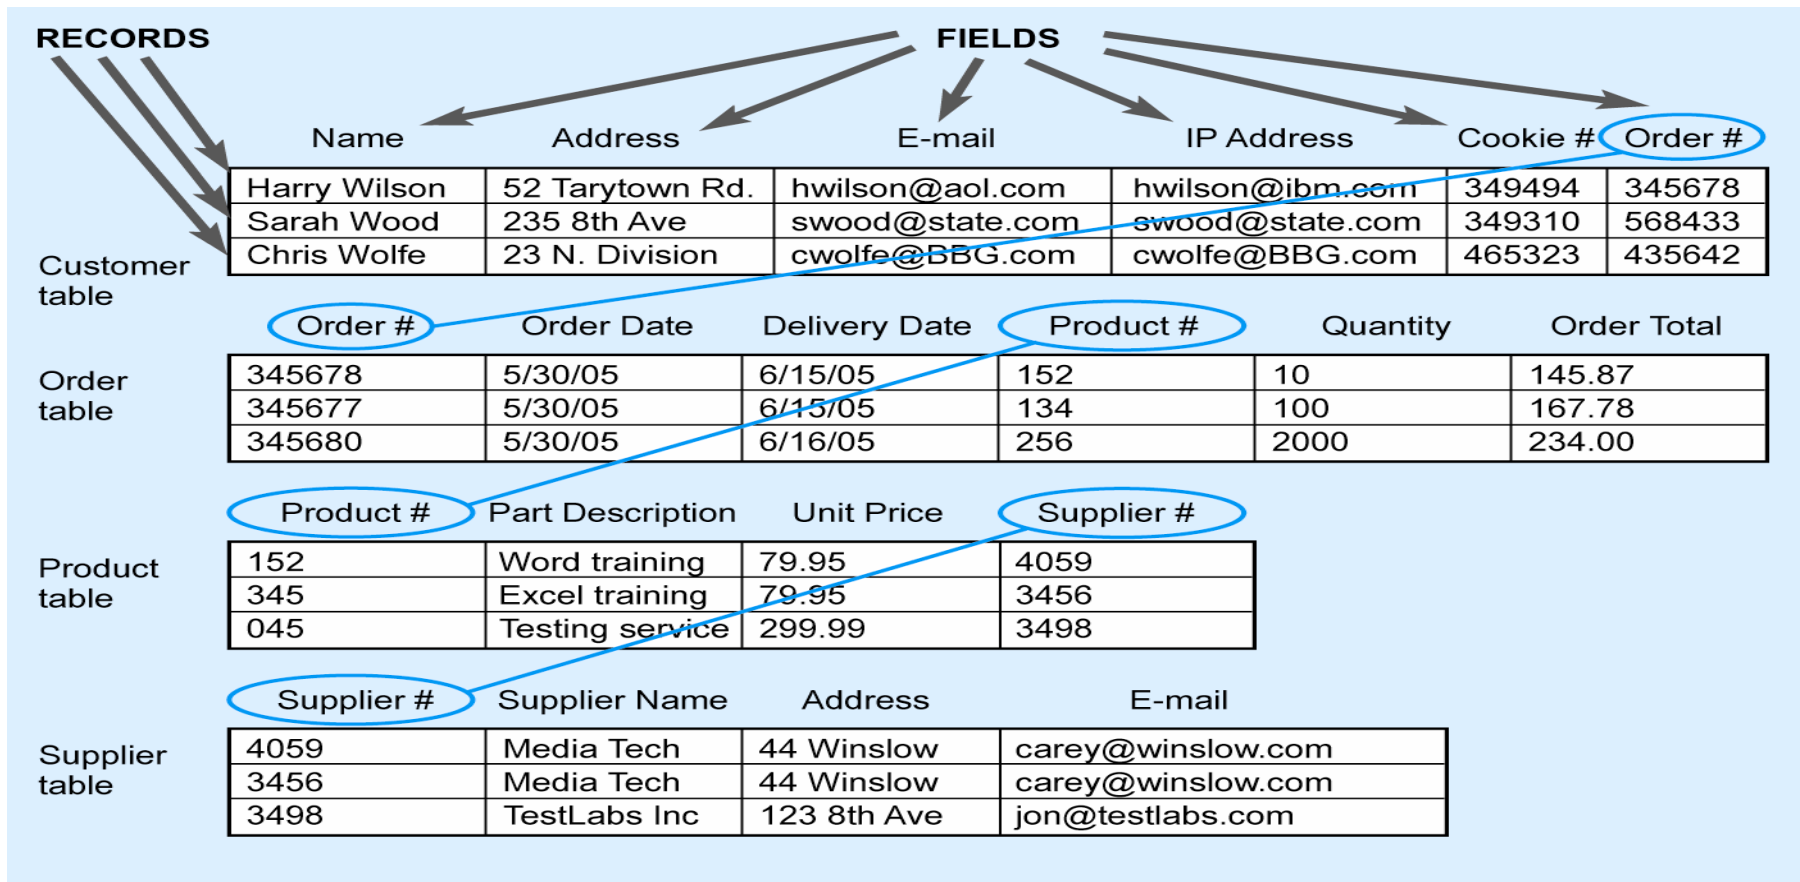 RECORDS FIELDS
Name Address E-mail IP Address Cookie # Order #
Harry Wilson 52 Tarytown Rd. hwilson@aol.com hwilson@ibm.com 349494 345678
Sarah Wood 235 8th Ave swood@state.com swood@state.com 349310 568433
Chris Wolfe 23 N. Division cwolfe@BBG.com cwolfe@BBG.com 465323 435642
Customer
table
Order # Order Date Delivery Date Product # Quantity Order Total
Order
table
345678 5/30/05 6/15/05 152 10 145.87
345677 5/30/05 6/15/05 134 100 167.78
345680 5/30/05 6/16/05 256 2000 234.00
Product # Part Description Unit Price Supplier #
Product
table
152 Word training 79.95 4059
345 Excel training 79.95 3456
045 Testing service 299.99 3498
Supplier # Supplier Name Address E-mail
Supplier
table
4059 Media Tech 44 Winslow carey@winslow.com
3456 Media Tech 44 Winslow carey@winslow.com
3498 TestLabs Inc 123 8th Ave jon@testlabs.com